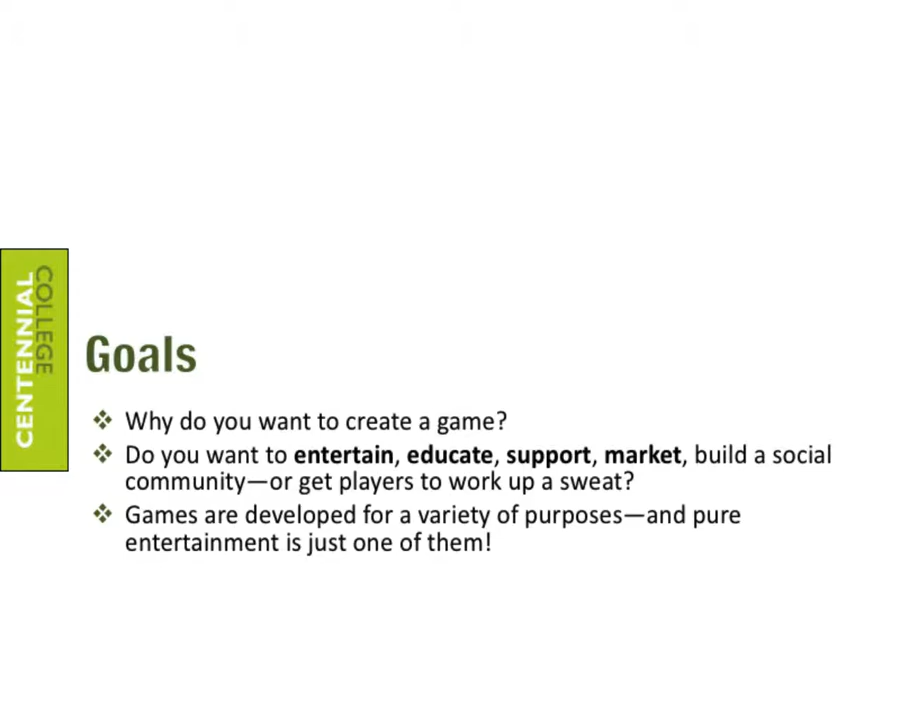 CENTENNIAL
COLLEGE
Goals
Why do you want to create a game?
Do you want to entertain, educate, support, market, build a social
community—or get players to work up a sweat?
Games are developed for a variety of purposes—and pure
entertainment is just one of them!